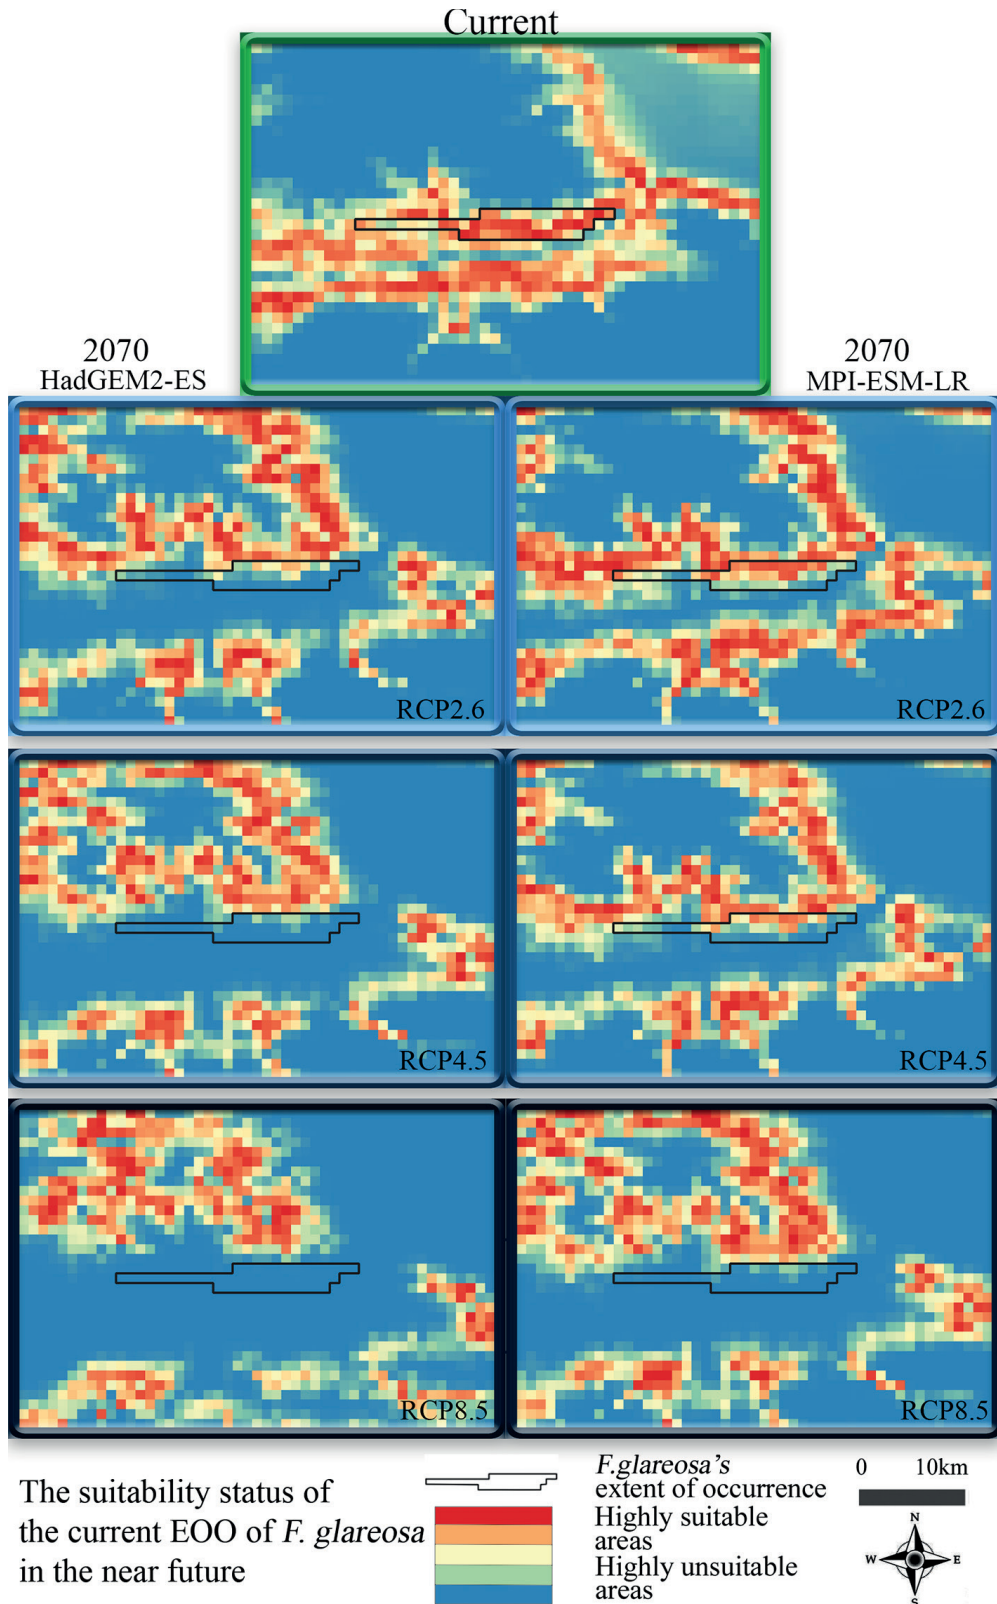 Current
2070
HadGEM2-ES
2070
MPI-ESM-LR
RCP2.6
RCP2.6
RCP4.5
RCP4.5
RCP8.5
RCP8.5
The suitability status of
the current EOO of F. glareosa
in the near future
F.glareosa's
extent of occurrence
Highly suitable
areas
Highly unsuitable
areas
0 10km
N
W E
S